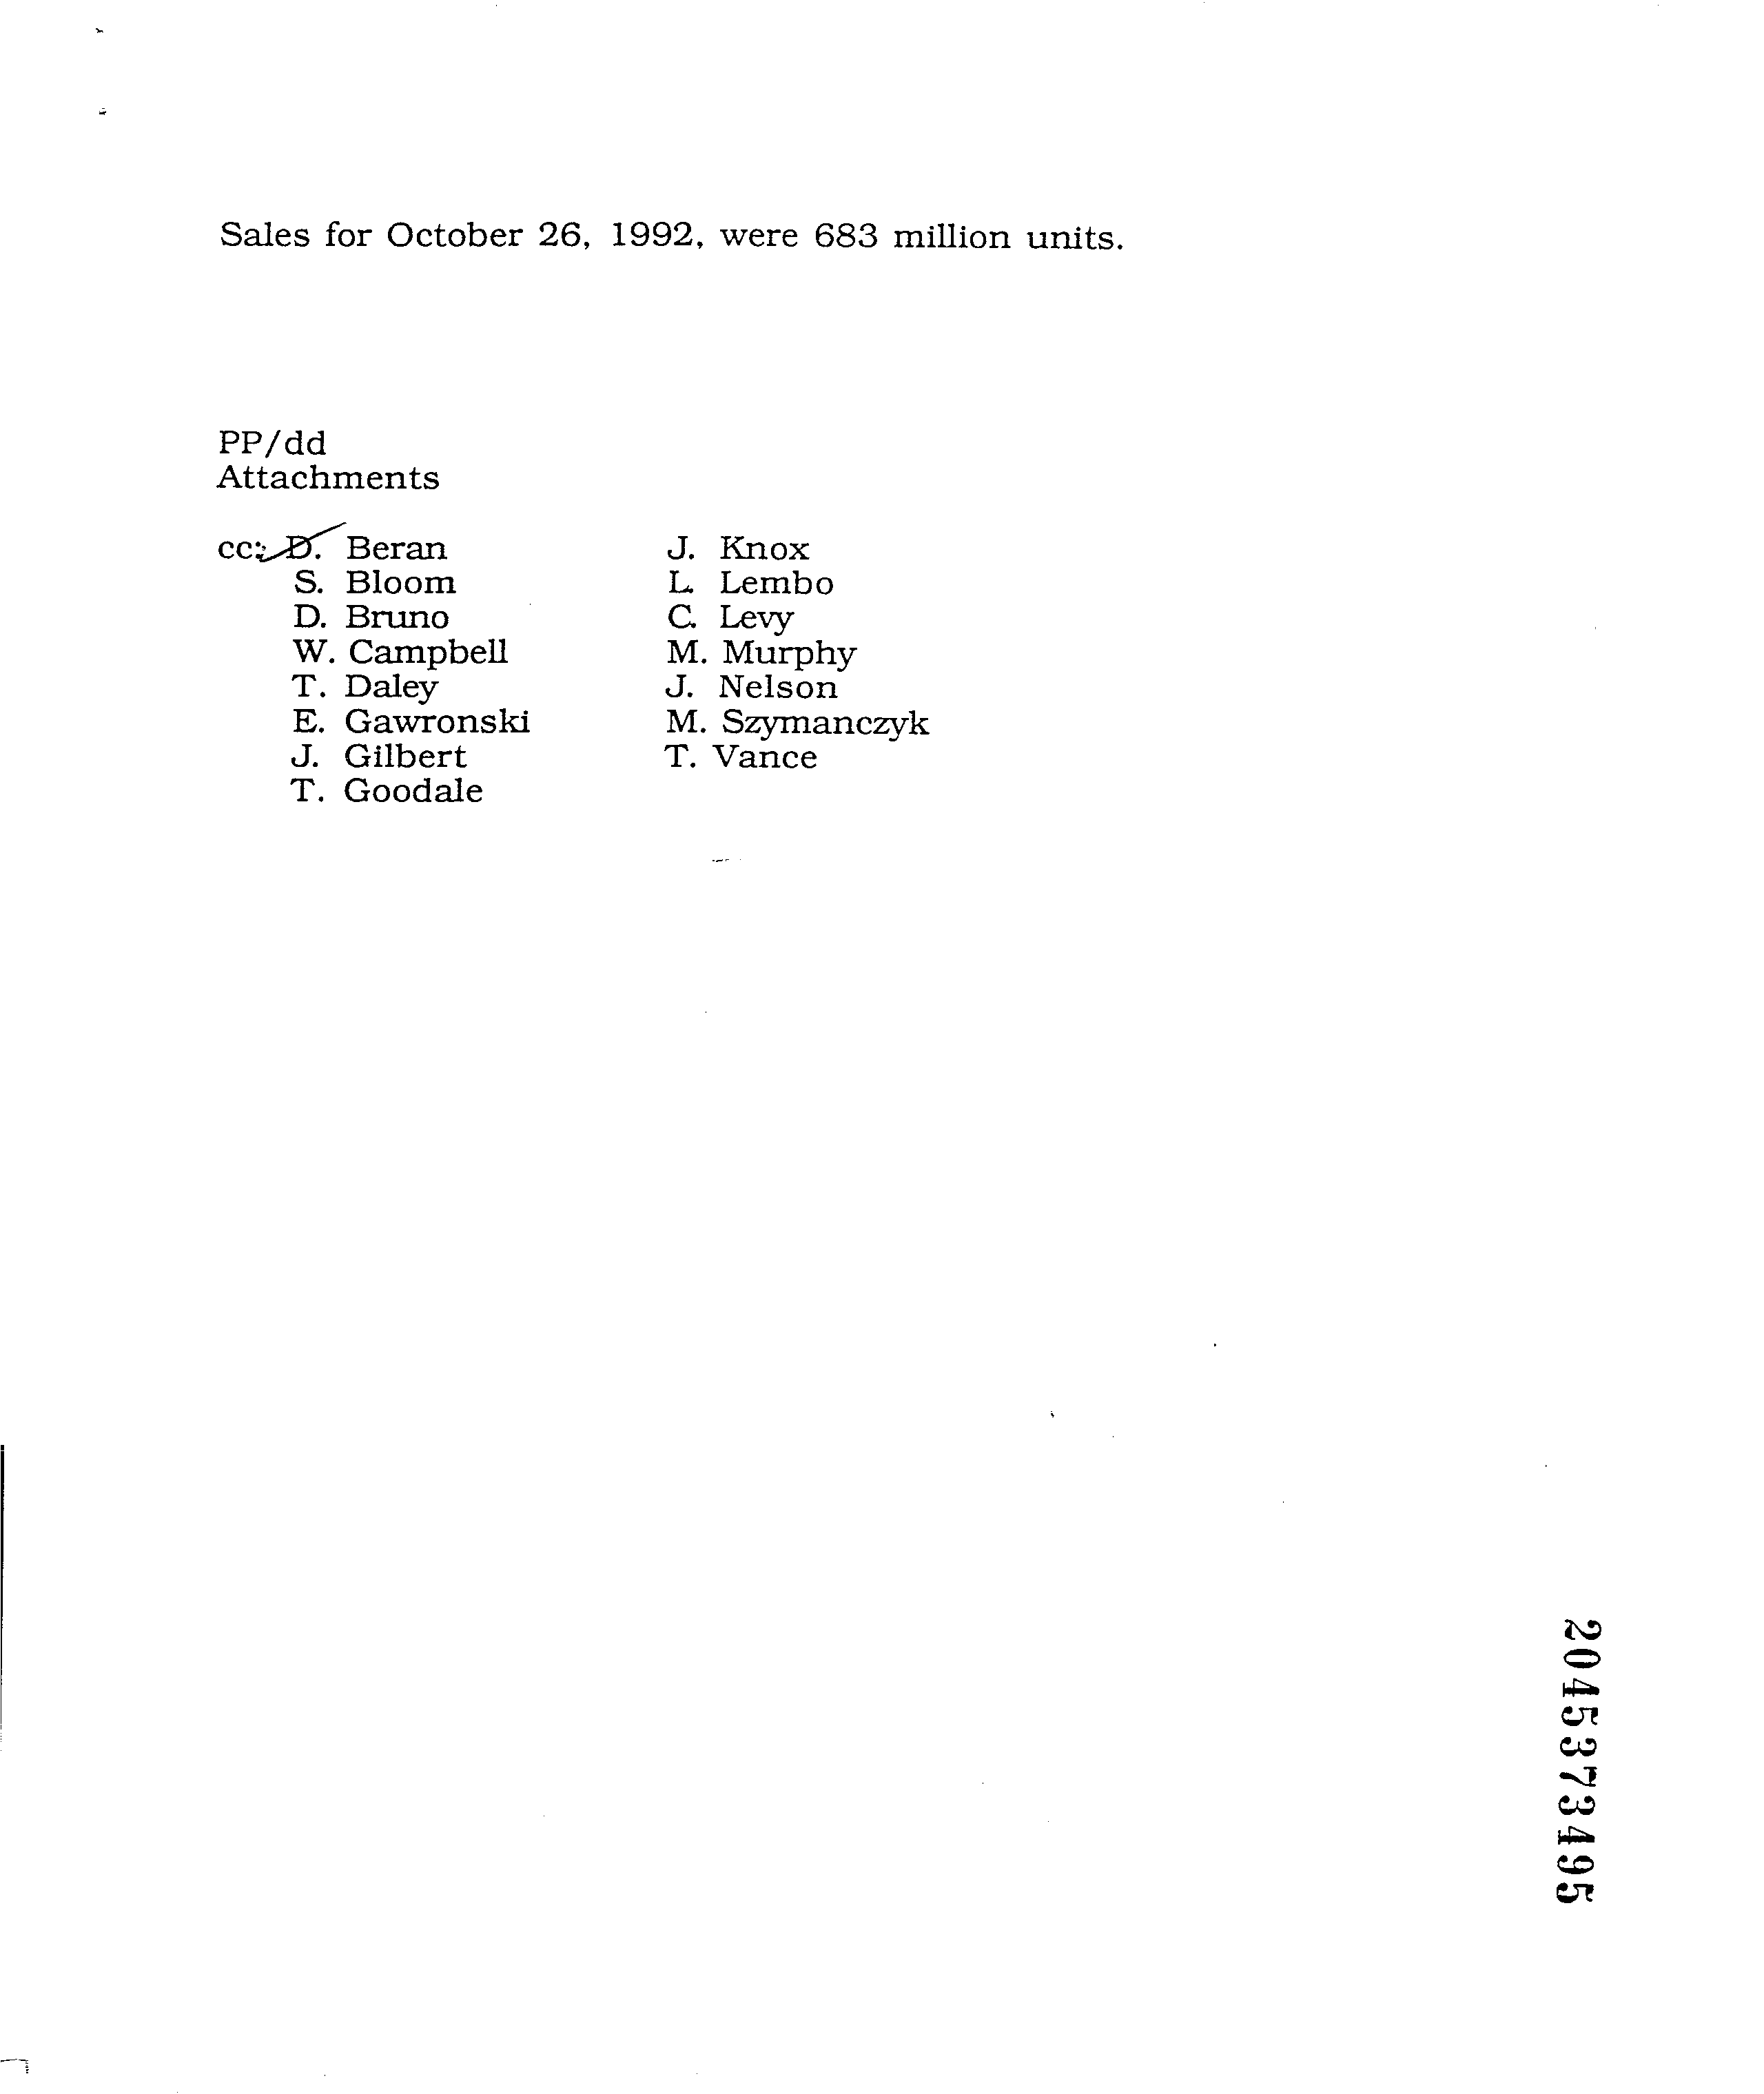 Sales for October 26, 1992, were 683 million units.
PP/dd
Attachments
cc: D. Beran
S. Bloom
D. Bruno
W. Campbell
T. Daley
E. Gawronski
J. Gilbert
T. Goodale
J. Knox
L. Lembo
C. Levy
M. Murphy
J. Nelson
M. Szymanczyk
T. Vance
2045373495